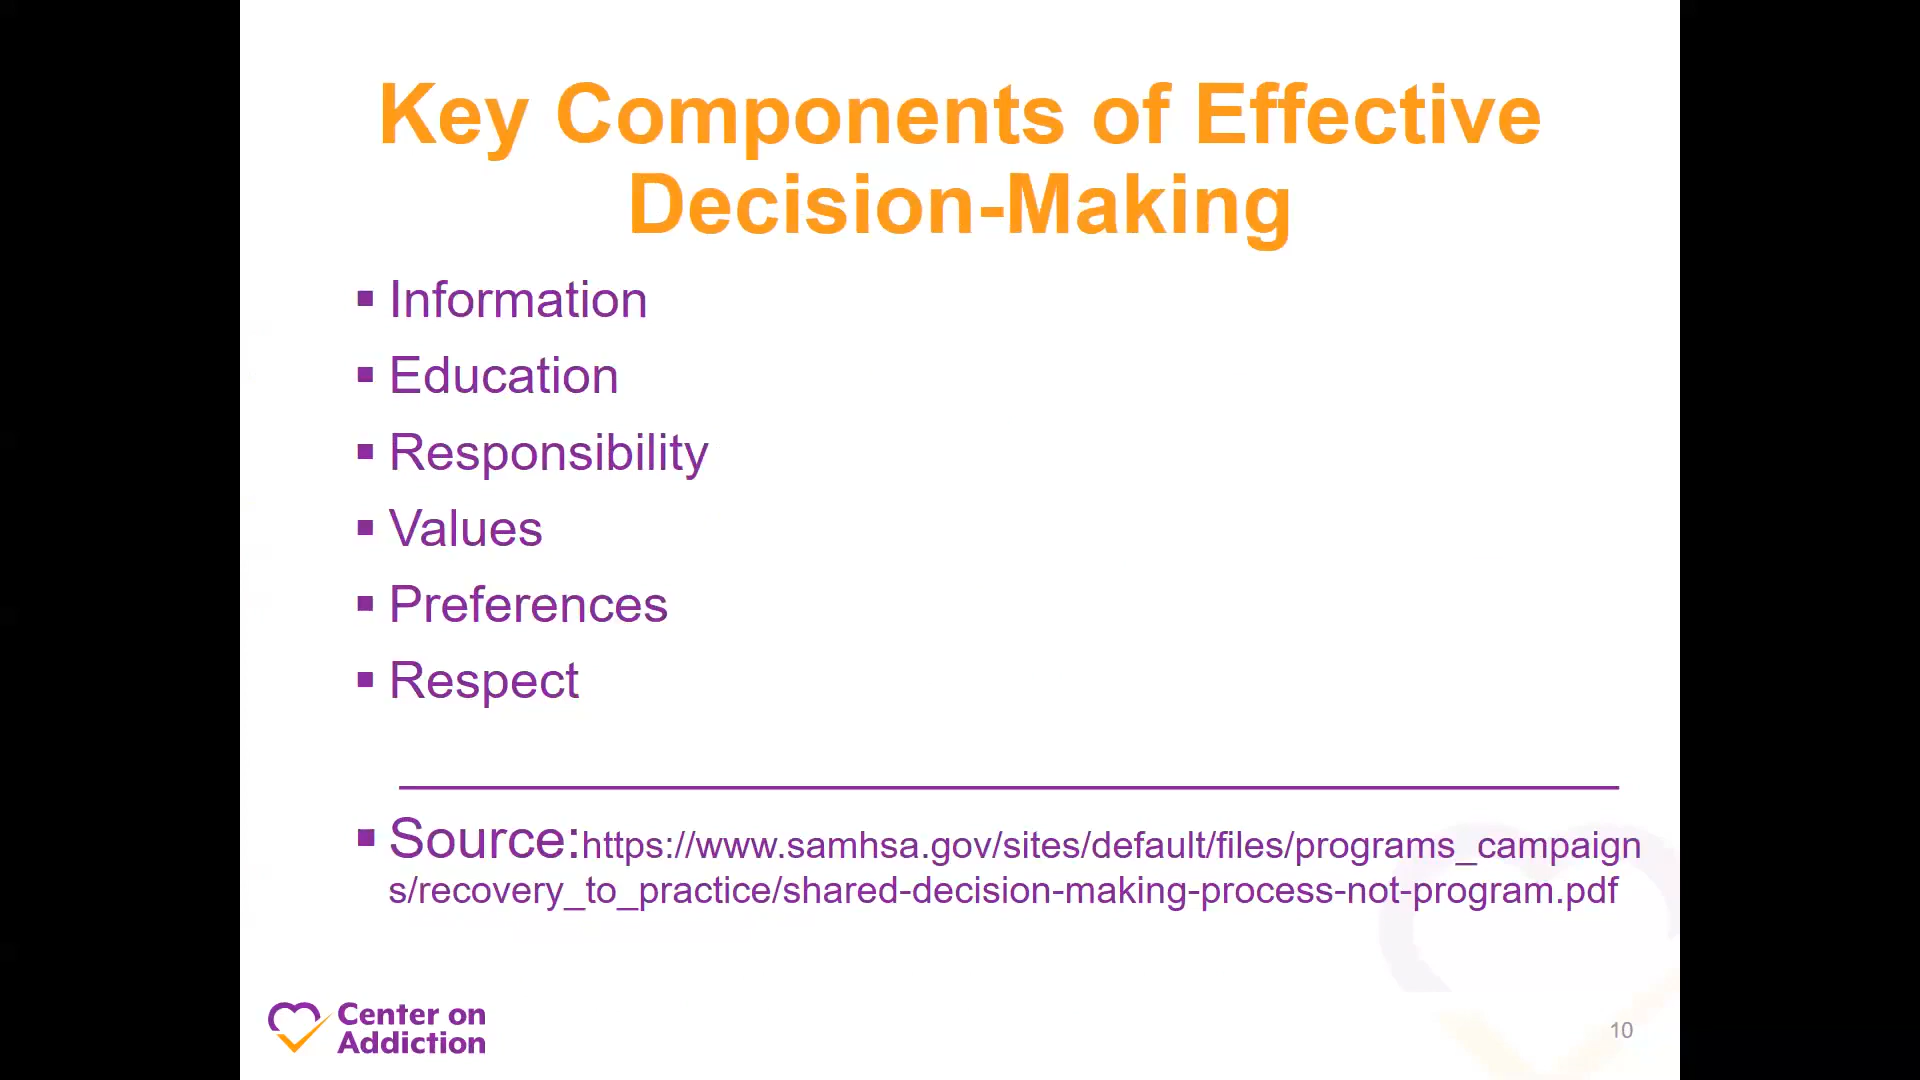 Key Components of Effective
Decision-Making
▪ Information
▪ Education
▪ Responsibility
▪ Values
▪ Preferences
▪ Respect
▪ Source:https://www.samhsa.gov/sites/default/files/programs_campaign
s/recovery_to_practice/shared-decision-making-process-not-program.pdf
Center on
Addiction
10